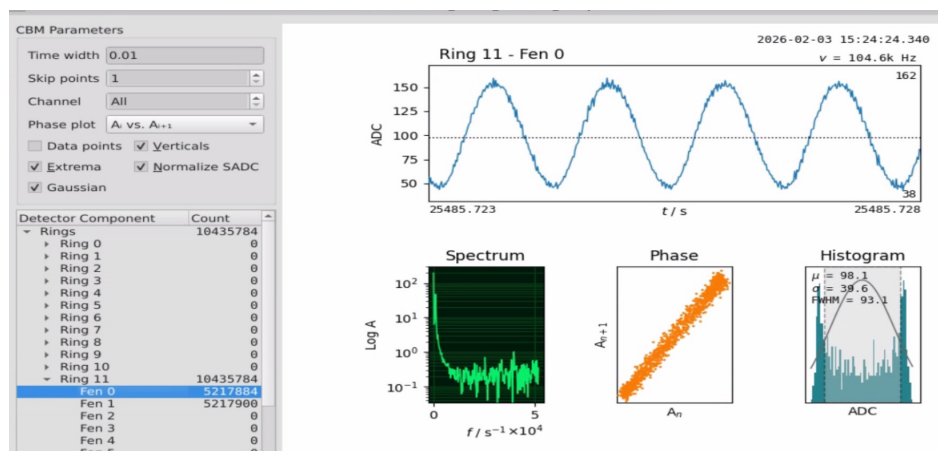 CBM Parameters
Time width 0.01
Skip points 1
Channel All
Phase plot Aᵢ vs. Aᵢ₊₁
Data points Verticals
Extrema Normalize SADC
Gaussian
Detector Component Count
Rings 10435784
Ring 0 0
Ring 1 0
Ring 2 0
Ring 3 0
Ring 4 0
Ring 5 0
Ring 6 0
Ring 7 0
Ring 8 0
Ring 9 0
Ring 10 0
Ring 11 10435784
Fen 0 5217884
Fen 1 5217900
Fen 2 0
Fen 3 0
Fen 4 0
2026-02-03 15:24:24.340
Ring 11 - Fen 0
v = 104.6k Hz
162
150
125
100
75
50
ADC
38
25485.723 t / s 25485.728
Spectrum
10²
10¹
10⁰
10⁻¹
Log A
0 5
f / s⁻¹ ×10⁴
Phase
Aₙ₊₁
Aₙ
Histogram
μ = 98.1
σ = 39.6
FWHM = 93.1
ADC